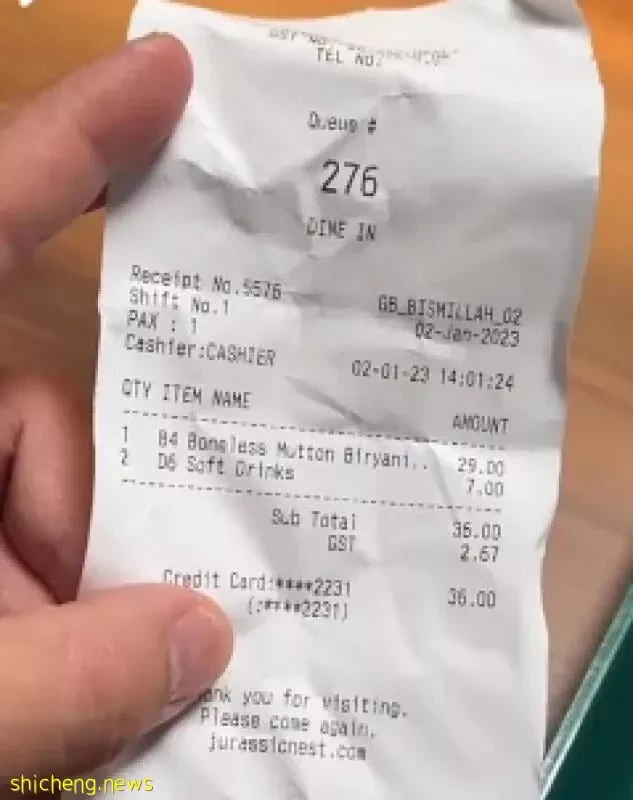 TEL NO:
Queue #
276
DINE IN
Receipt No.5576 GB_BISMILLAH_02
Shift No.1 02-Jan-2023
PAX : 1
Cashier:CASHIER 02-01-23 14:01:24
QTY ITEM NAME AMOUNT
1 B4 Boneless Mutton Biryani.. 29.00
2 D6 Soft Drinks 7.00
Sub Total 36.00
GST 2.67
Credit Card:****2231 36.00
(:****2231)
ank you for visiting.
Please come again.
jurassicnest.com
shicheng.news